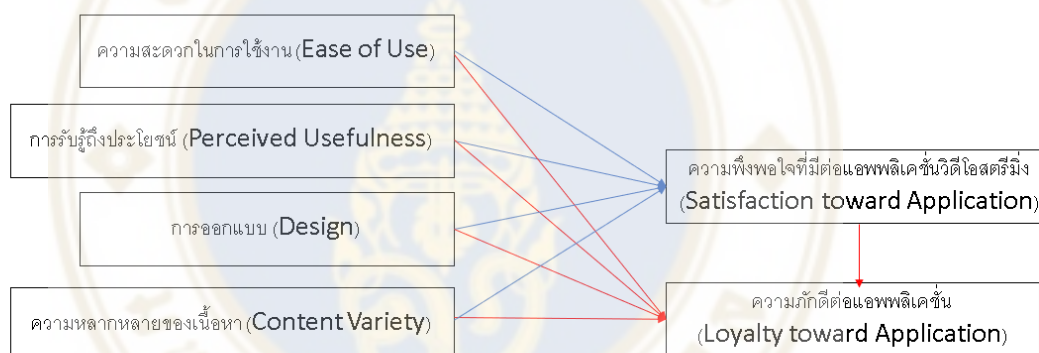 ความสะดวกในการใช้งาน (Ease of Use)
การรับรู้ถึงประโยชน์ (Perceived Usefulness)
การออกแบบ (Design)
ความหลากหลายของเนื้อหา (Content Variety)
ความพึงพอใจที่มีต่อแอพพลิเคชั่นวิดีโอสตรีมิ่ง
(Satisfaction toward Application)
ความภักดีต่อแอพพลิเคชั่น
(Loyalty toward Application)